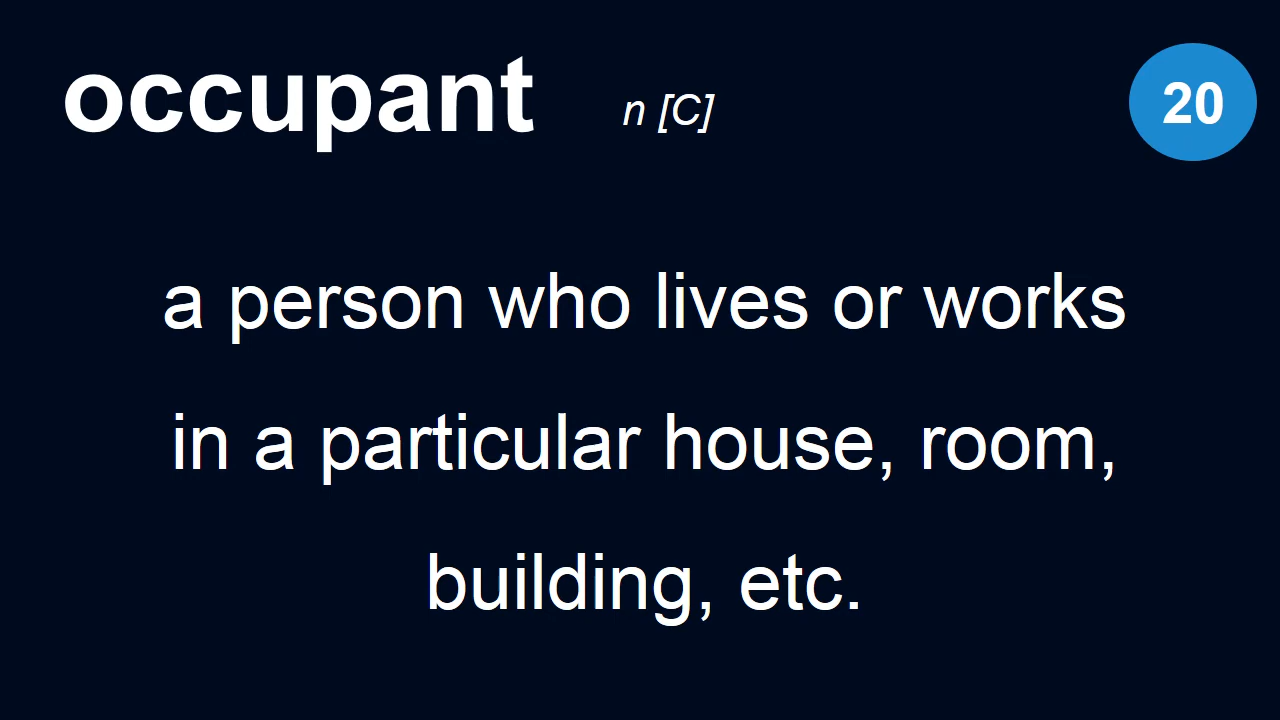 occupant n [C] 20
a person who lives or works
in a particular house, room,
building, etc.